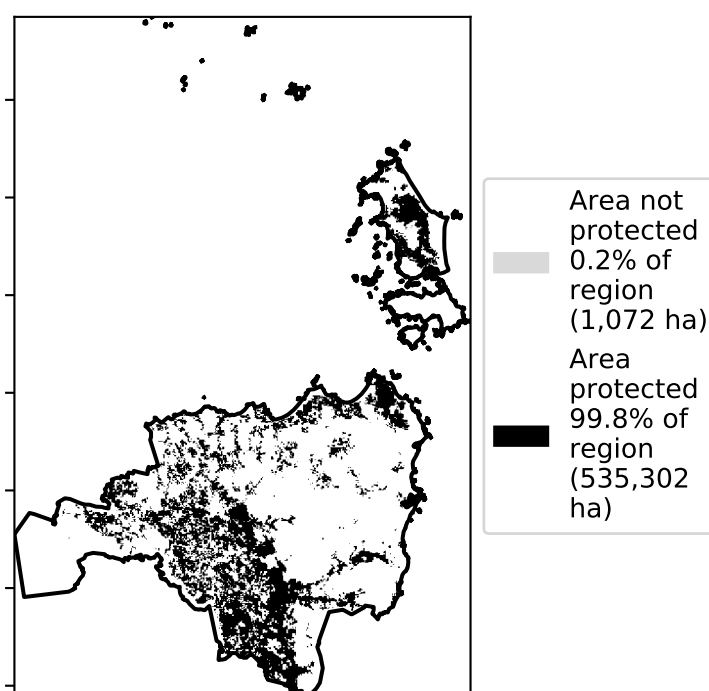 Area not
protected
0.2% of
region
(1,072 ha)
Area
protected
99.8% of
region
(535,302
ha)